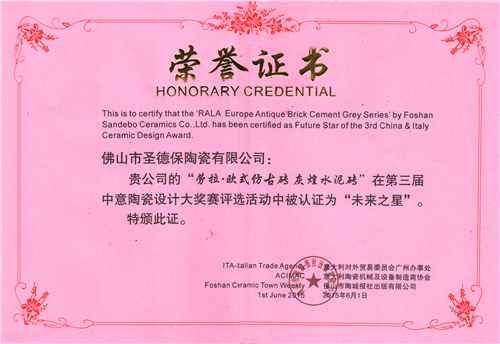 荣誉证书
HONORARY CREDENTIAL
This is to certify that the 'RALA Europe Antique Brick Cement Grey Series' by Foshan
Sandebo Ceramics Co.,Ltd. has been certified as Future Star of the 3rd China & Italy
Ceramic Design Award.
佛山市圣德保陶瓷有限公司：
贵公司的“劳拉·欧式仿古砖 灰煌水泥砖”在第三届
中意陶瓷设计大奖赛评选活动中被认证为“未来之星”。
特颁此证。
ITA-Italian Trade Agency 意大利对外贸易委员会广州办事处
ACIMAC 意大利陶瓷机械及设备制造商协会
Foshan Ceramic Town Weekly 佛山市陶城报社出版有限公司
1st June 2015 2015年6月1日